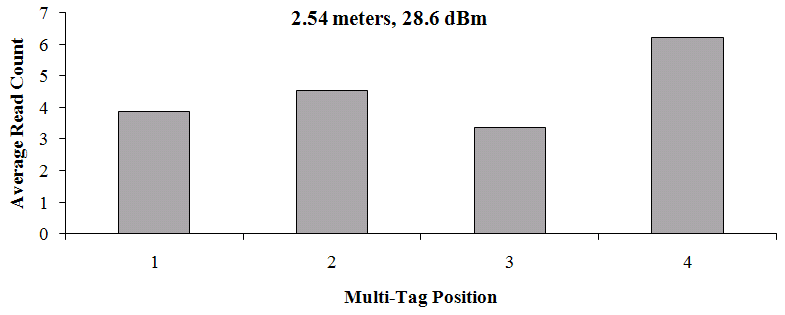 2.54 meters, 28.6 dBm
Average Read Count
7
6
5
4
3
2
1
0
1 2 3 4
Multi-Tag Position